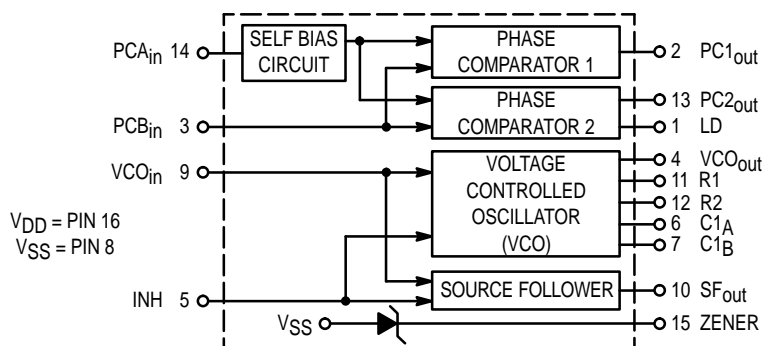 PCAin 14
SELF BIAS
CIRCUIT
PHASE
COMPARATOR 1
2 PC1out
PHASE
COMPARATOR 2
13 PC2out
PCBin 3
1 LD
VCOin 9
VOLTAGE
CONTROLLED
OSCILLATOR
(VCO)
4 VCOout
11 R1
12 R2
6 C1A
7 C1B
VDD = PIN 16
VSS = PIN 8
INH 5
SOURCE FOLLOWER
10 SFout
VSS
15 ZENER